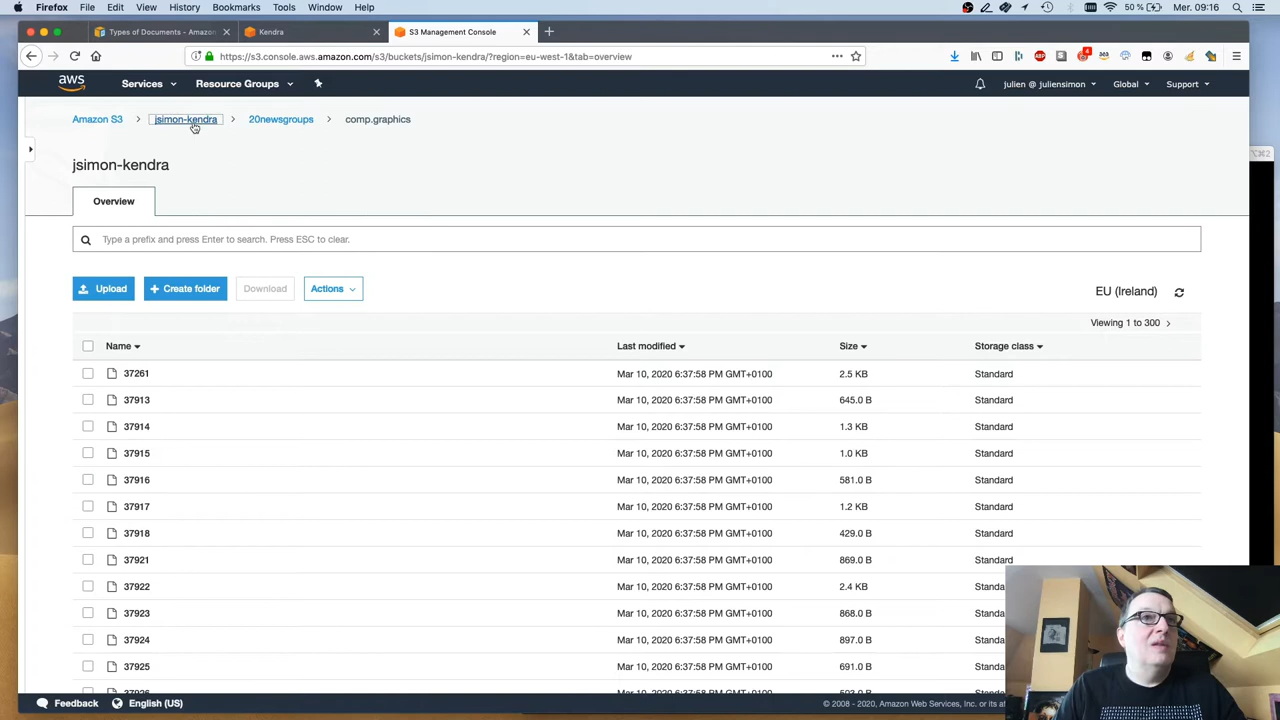 Firefox File Edit View History Bookmarks Tools Window Help 50 % Mer. 09:16
Types of Documents - Amazon Kendra S3 Management Console
https://s3.console.aws.amazon.com/s3/buckets/jsimon-kendra/?region=eu-west-1&tab=overview
aws Services Resource Groups julien @ juliensimon Global Support
Amazon S3 jsimon-kendra 20newsgroups comp.graphics
jsimon-kendra
Overview
Type a prefix and press Enter to search. Press ESC to clear.
Upload Create folder Download Actions EU (Ireland)
Viewing 1 to 300
Name Last modified Size Storage class
37261 Mar 10, 2020 6:37:58 PM GMT+0100 2.5 KB Standard
37913 Mar 10, 2020 6:37:58 PM GMT+0100 645.0 B Standard
37914 Mar 10, 2020 6:37:58 PM GMT+0100 1.3 KB Standard
37915 Mar 10, 2020 6:37:58 PM GMT+0100 1.0 KB Standard
37916 Mar 10, 2020 6:37:58 PM GMT+0100 581.0 B Standard
37917 Mar 10, 2020 6:37:58 PM GMT+0100 1.2 KB Standard
37918 Mar 10, 2020 6:37:58 PM GMT+0100 429.0 B Standard
37921 Mar 10, 2020 6:37:58 PM GMT+0100 869.0 B Standard
37922 Mar 10, 2020 6:37:58 PM GMT+0100 2.4 KB Standa
37923 Mar 10, 2020 6:37:58 PM GMT+0100 868.0 B Standa
37924 Mar 10, 2020 6:37:58 PM GMT+0100 897.0 B Standa
37925 Mar 10, 2020 6:37:58 PM GMT+0100 691.0 B Standa
Feedback English (US) © 2008 - 2020, Amazon Web Services, Inc. or its